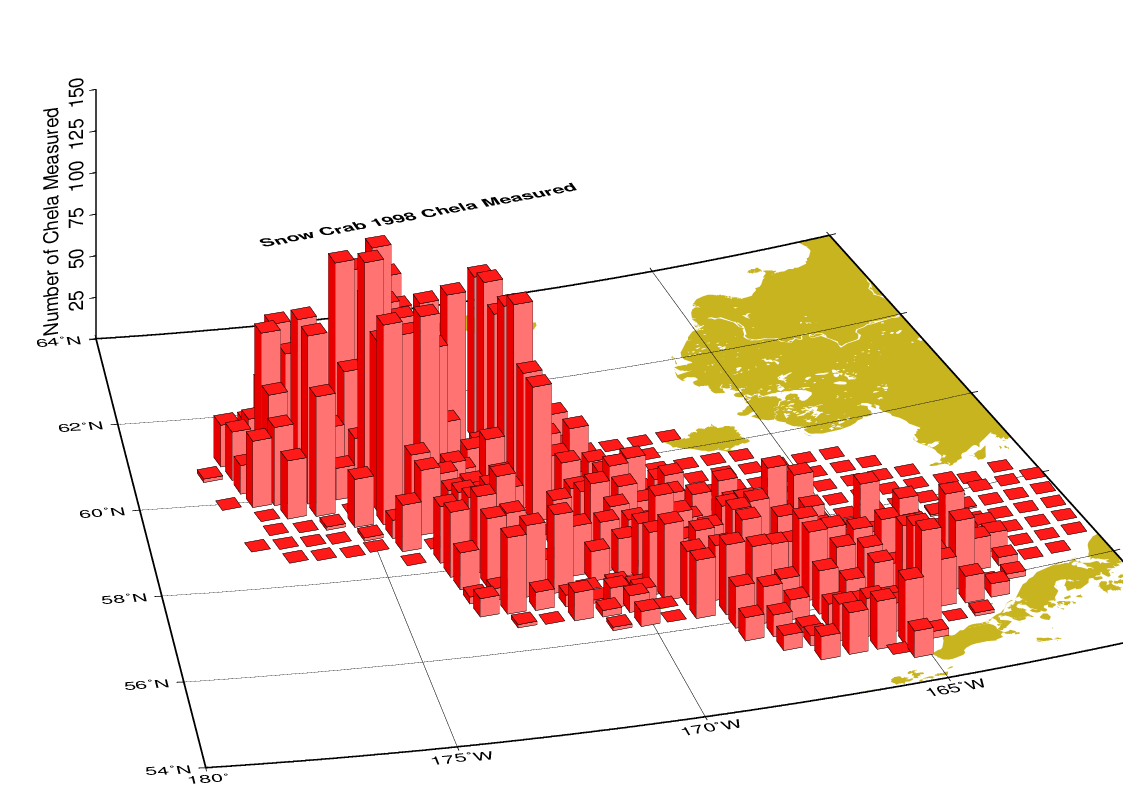 150
125
100
75
50
25
Number of Chela Measured
Snow Crab 1998 Chela Measured
64°N
62°N
60°N
58°N
56°N
54°N
180°
175°W
170°W
165°W